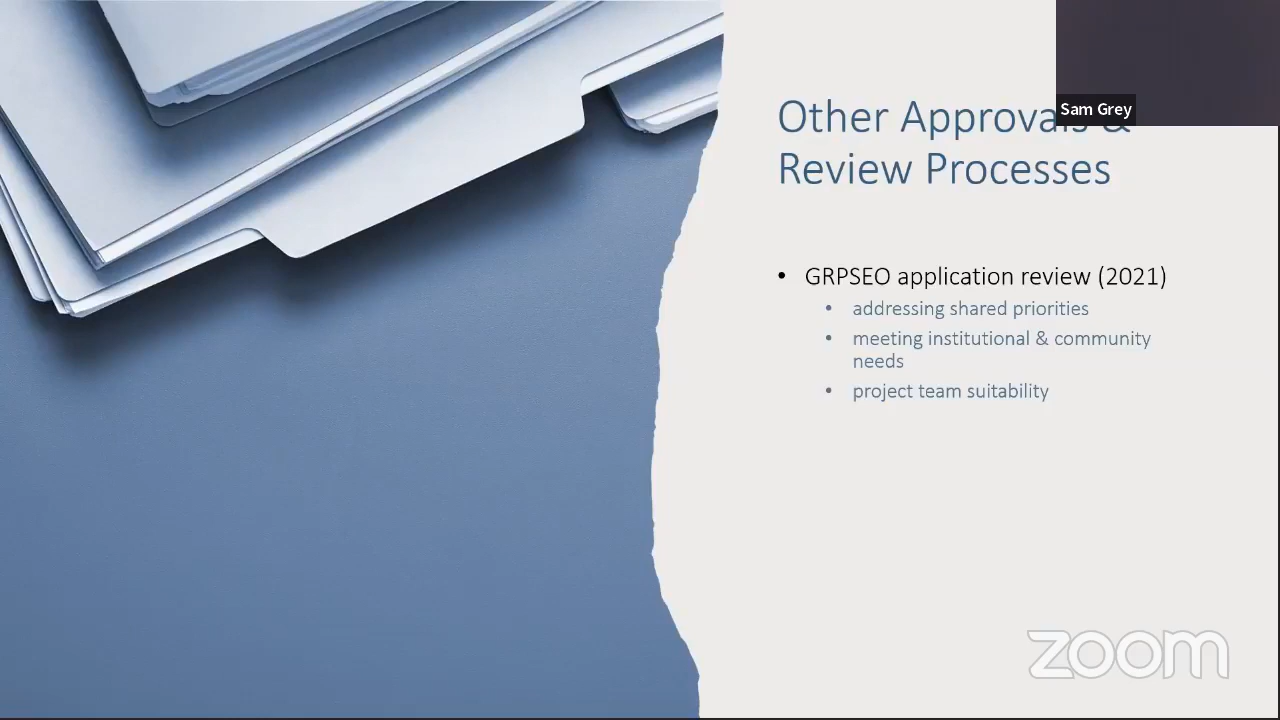 Sam Grey
Other Approvals &
Review Processes
• GRPSEO application review (2021)
• addressing shared priorities
• meeting institutional & community
needs
• project team suitability
zoom